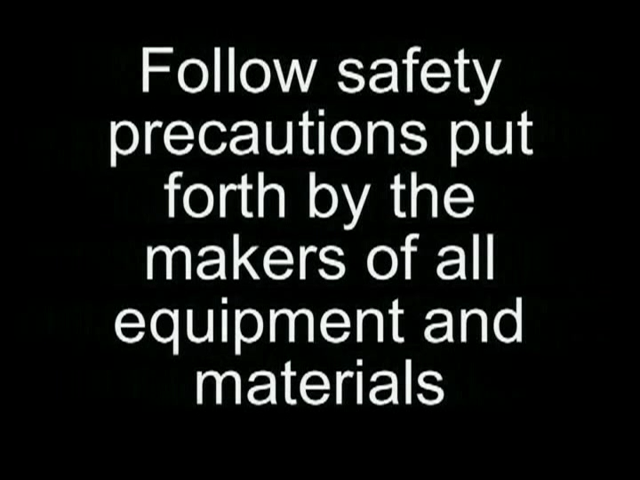 Follow safety
precautions put
forth by the
makers of all
equipment and
materials